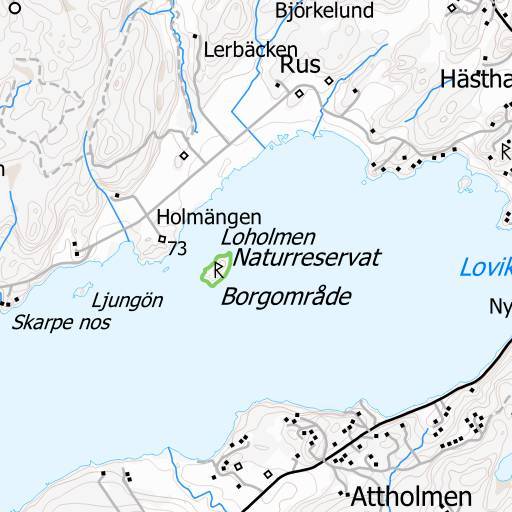 Björkelund
Lerbäcken
Rus
Hästha
n
Holmängen
73
Loholmen
Naturreservat
Borgområde
Lovik
Ljungön
Ny
Skarpe nos
Attholmen